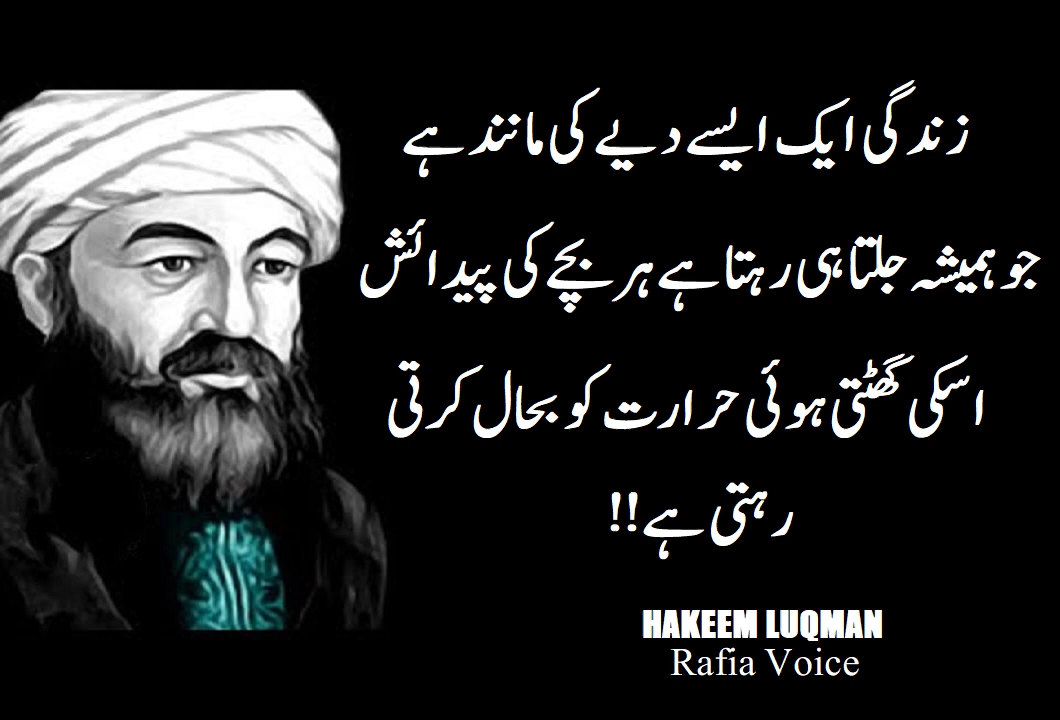 زندگی ایک ایسے دیے کی مانند ہے
جو ہمیشہ جلتا ہی رہتا ہے ہر بچے کی پیدائش
اسکی گھٹتی ہوئی حرارت کو بحال کرتی
رہتی ہے!!
HAKEEM LUQMAN
Rafia Voice